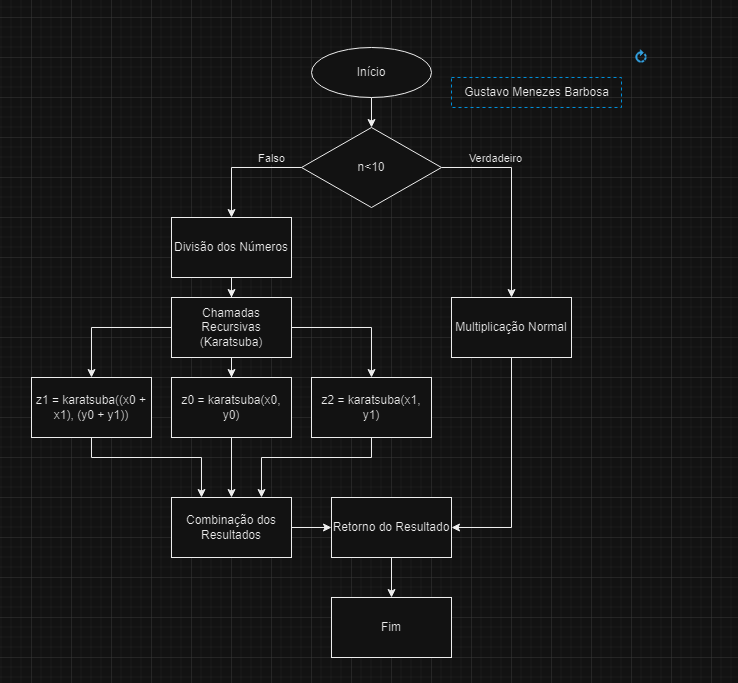 Início
Gustavo Menezes Barbosa
Falso
Verdadeiro
n<10
Divisão dos Números
Chamadas
Recursivas
(Karatsuba)
Multiplicação Normal
z1 = karatsuba((x0 +
x1), (y0 + y1))
z0 = karatsuba(x0,
y0)
z2 = karatsuba(x1,
y1)
Combinação dos
Resultados
Retorno do Resultado
Fim